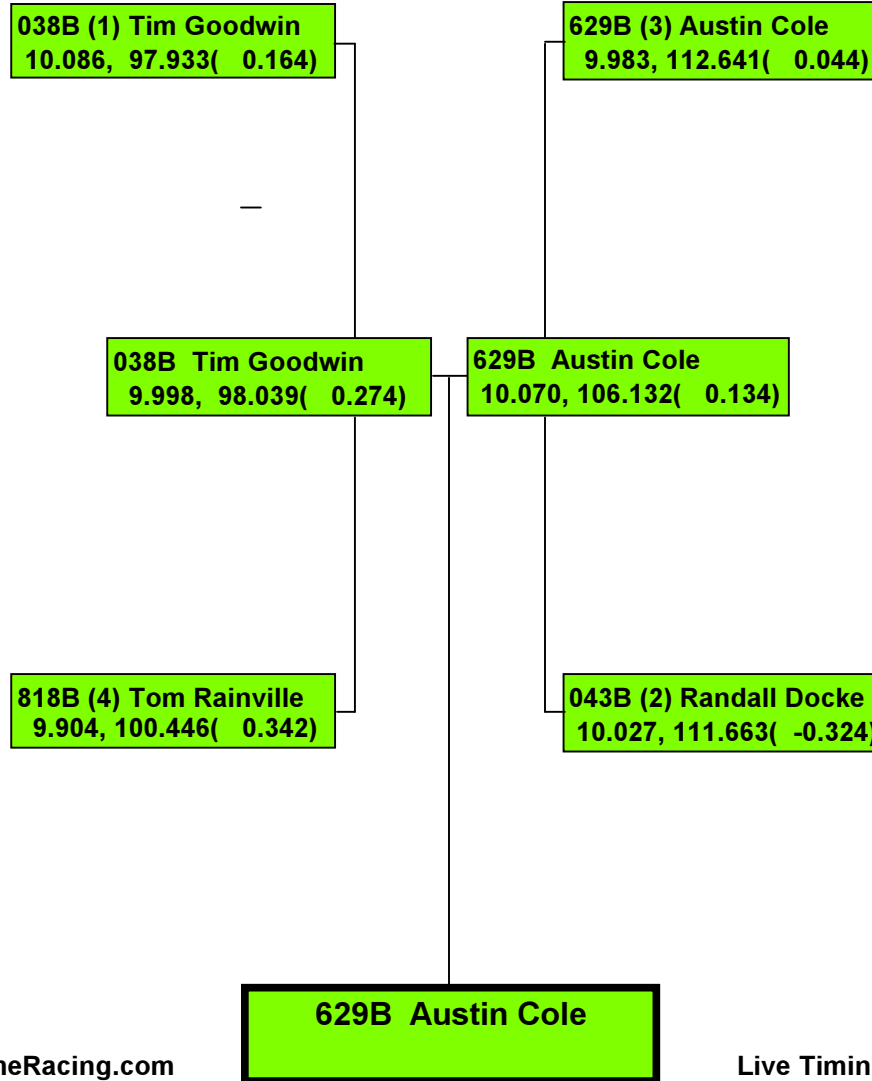 038B (1) Tim Goodwin
10.086, 97.933( 0.164)
629B (3) Austin Cole
9.983, 112.641( 0.044)
038B Tim Goodwin
9.998, 98.039( 0.274)
629B Austin Cole
10.070, 106.132( 0.134)
818B (4) Tom Rainville
9.904, 100.446( 0.342)
043B (2) Randall Docke
10.027, 111.663( -0.324)
629B Austin Cole
neRacing.com
Live Timin